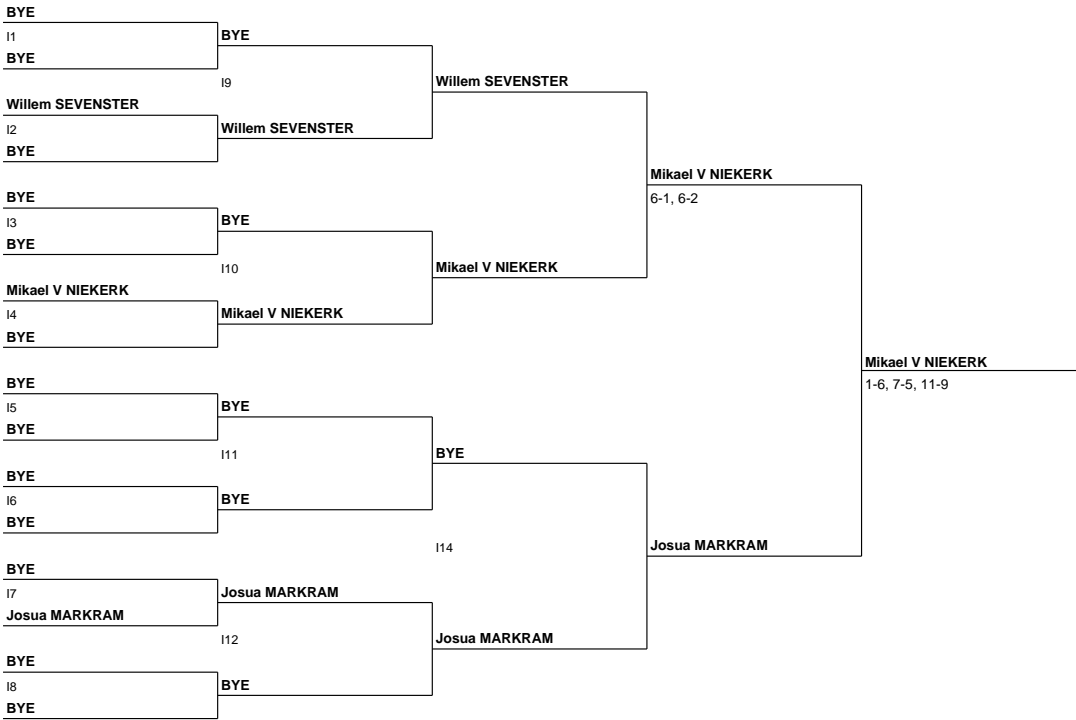 BYE
I1
BYE
BYE
I9
Willem SEVENSTER
Willem SEVENSTER
I2
Willem SEVENSTER
BYE
Mikael V NIEKERK
6-1, 6-2
BYE
I3
BYE
BYE
I10
Mikael V NIEKERK
Mikael V NIEKERK
I4
Mikael V NIEKERK
BYE
Mikael V NIEKERK
1-6, 7-5, 11-9
BYE
I5
BYE
BYE
I11
BYE
BYE
I6
BYE
BYE
I14
Josua MARKRAM
BYE
I7
Josua MARKRAM
Josua MARKRAM
I12
Josua MARKRAM
BYE
I8
BYE
BYE